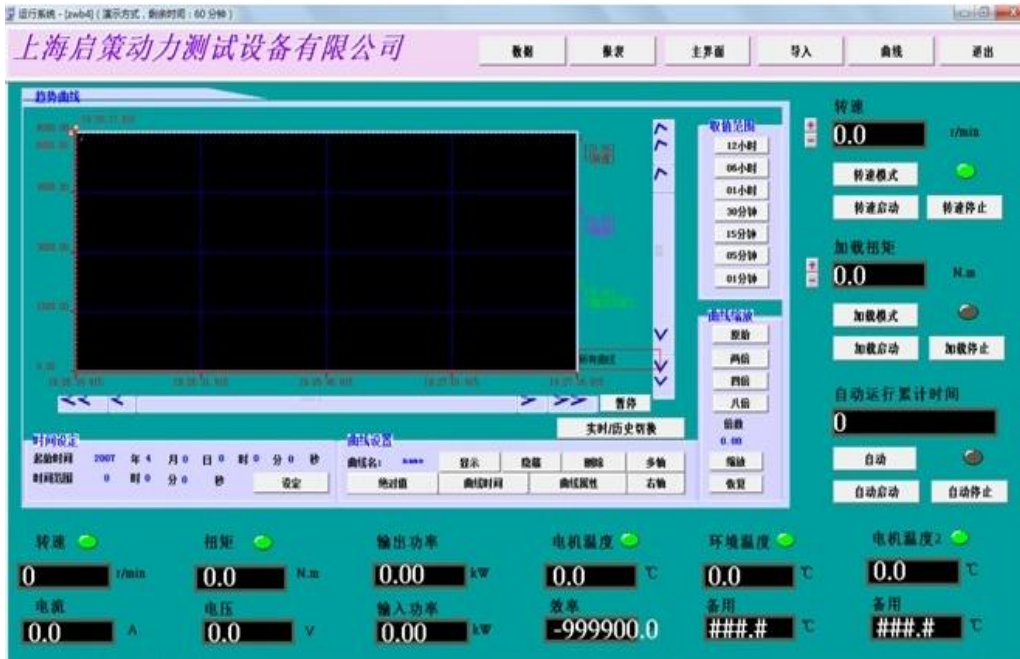 运行系统 - [zwb4] ( 演示方式，剩余时间：60 分钟 )
上海启策动力测试设备有限公司
数据 报表 主界面 导入 曲线 退出
趋势曲线
取值范围
12小时
06小时
01小时
30分钟
15分钟
05分钟
01分钟
曲线缩放
原始
两倍
四倍
八倍
倍数
0.00
缩放
恢复
0.00
所有曲线
<< < > >> 暂停
实时/历史切换
时间设定
起始时间 2007 年 4 月 0 日 0 时 0 分 0 秒
时间范围 0 时 0 分 0 秒 设定
曲线设置
曲线名: 显示 隐藏 删除 多轴
绝对值 曲线时间 曲线属性 右轴
转速
+ 0.0 r/min
-
转速模式
转速启动 转速停止
加载扭矩
+ 0.0 N.m
-
加载模式
加载启动 加载停止
自动运行累计时间
0
自动
自动启动 自动停止
转速 扭矩 输出功率 电机温度 环境温度 电机温度2
0 r/min 0.0 N.m 0.00 kW 0.0 ℃ 0.0 ℃ 0.0 ℃
电流 电压 输入功率 效率 备用 备用
0.0 A 0.0 V 0.00 kW -999900.0 ###.# ℃ ###.# ℃